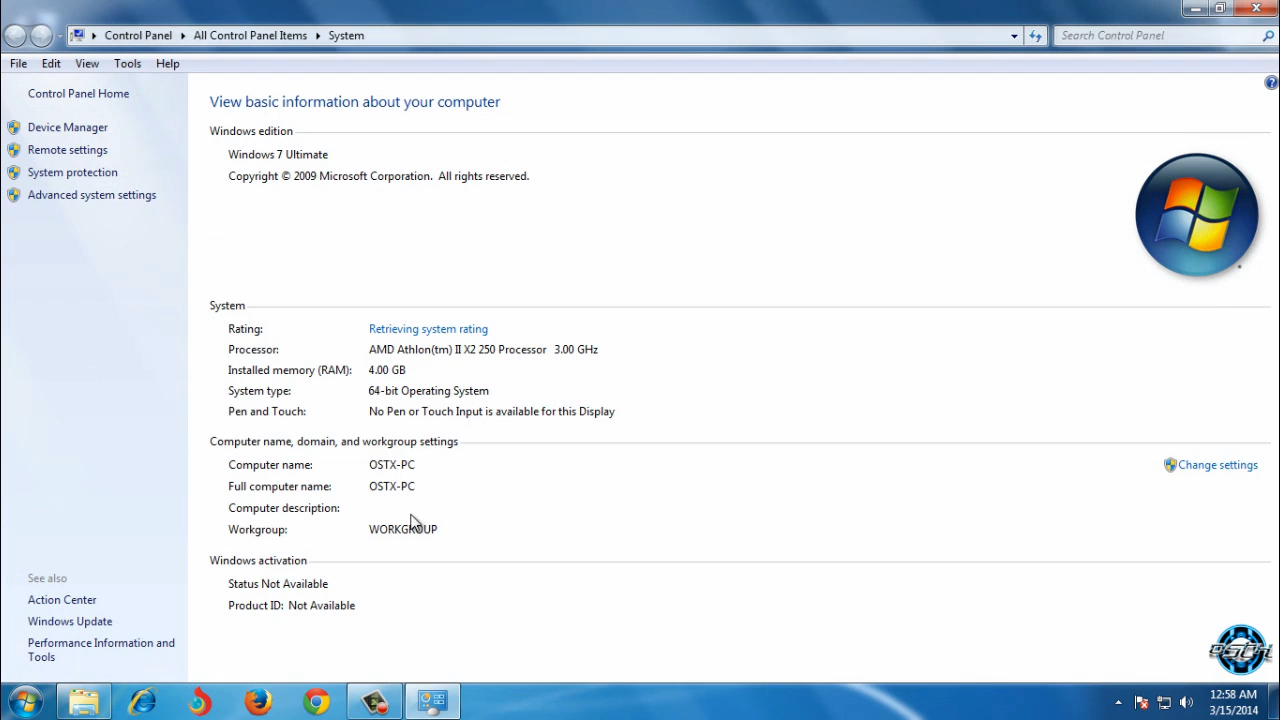 Control Panel All Control Panel Items System
Search Control Panel
File Edit View Tools Help
Control Panel Home
Device Manager
Remote settings
System protection
Advanced system settings
View basic information about your computer
Windows edition
Windows 7 Ultimate
Copyright © 2009 Microsoft Corporation. All rights reserved.
System
Rating: Retrieving system rating
Processor: AMD Athlon(tm) II X2 250 Processor 3.00 GHz
Installed memory (RAM): 4.00 GB
System type: 64-bit Operating System
Pen and Touch: No Pen or Touch Input is available for this Display
Computer name, domain, and workgroup settings
Computer name: OSTX-PC
Change settings
Full computer name: OSTX-PC
Computer description:
Workgroup: WORKGROUP
Windows activation
Status Not Available
Product ID: Not Available
See also
Action Center
Windows Update
Performance Information and
Tools
12:58 AM
3/15/2014